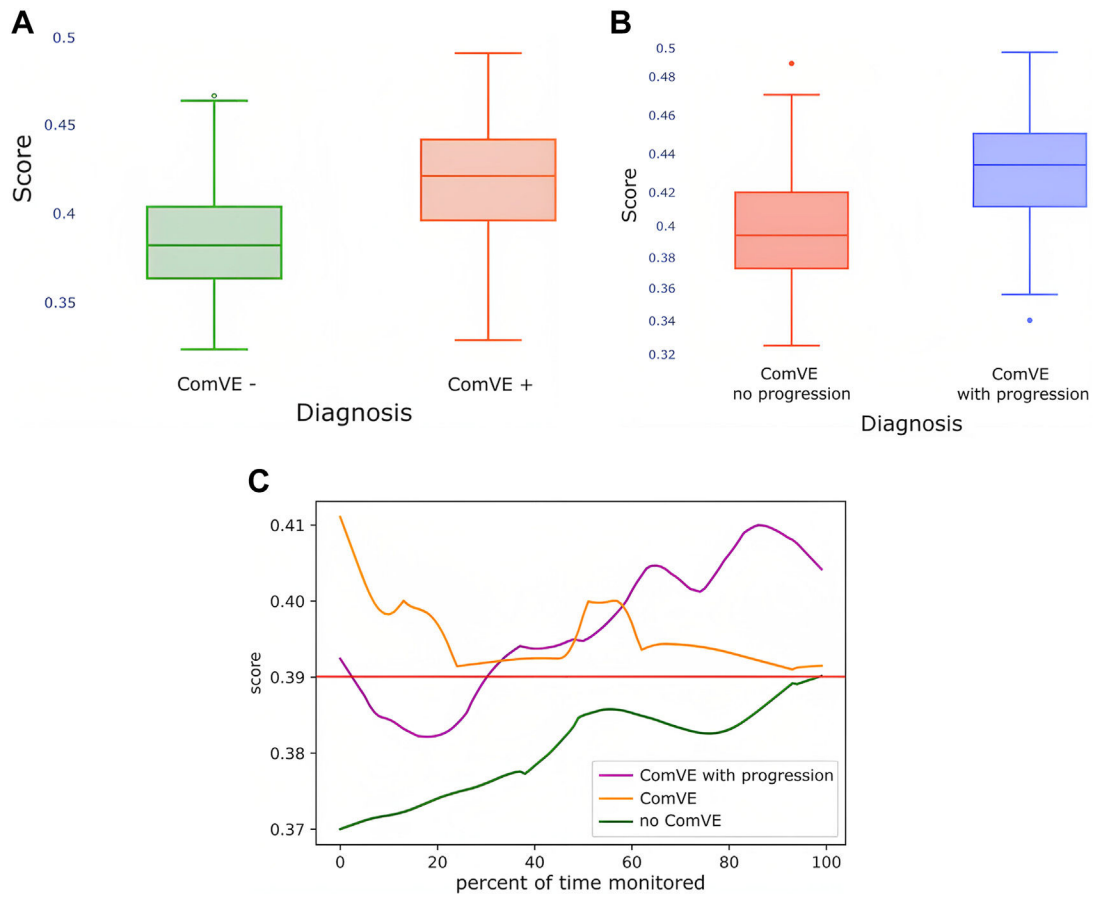 A
0.5
0.45
0.4
0.35
Score
ComVE -
ComVE +
Diagnosis
B
0.5
0.48
0.46
0.44
0.42
0.4
0.38
0.36
0.34
0.32
Score
ComVE
no progression
ComVE
with progression
Diagnosis
C
0.41
0.40
0.39
0.38
0.37
score
0
20
40
60
80
100
percent of time monitored
ComVE with progression
ComVE
no ComVE